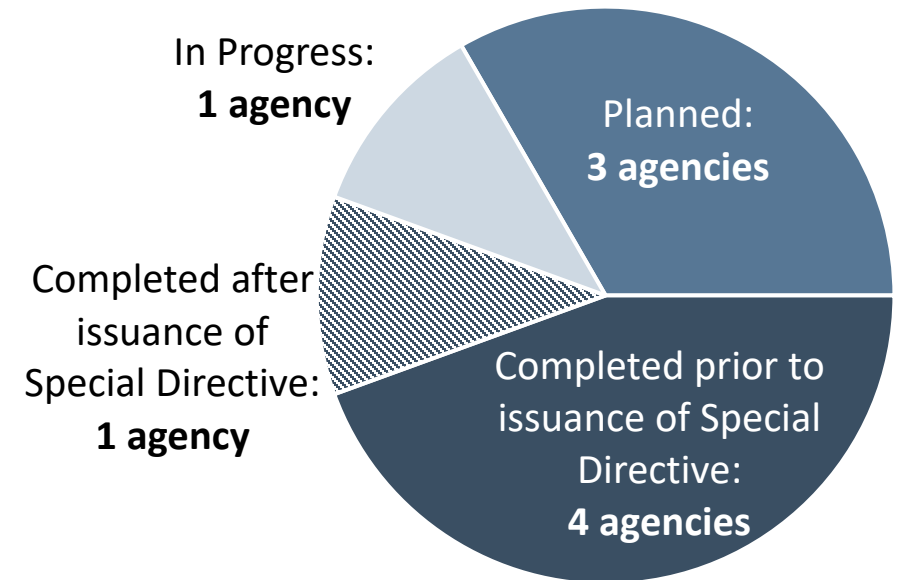 In Progress:
1 agency
Planned:
3 agencies
Completed after
issuance of
Special Directive:
1 agency
Completed prior to
issuance of Special
Directive:
4 agencies